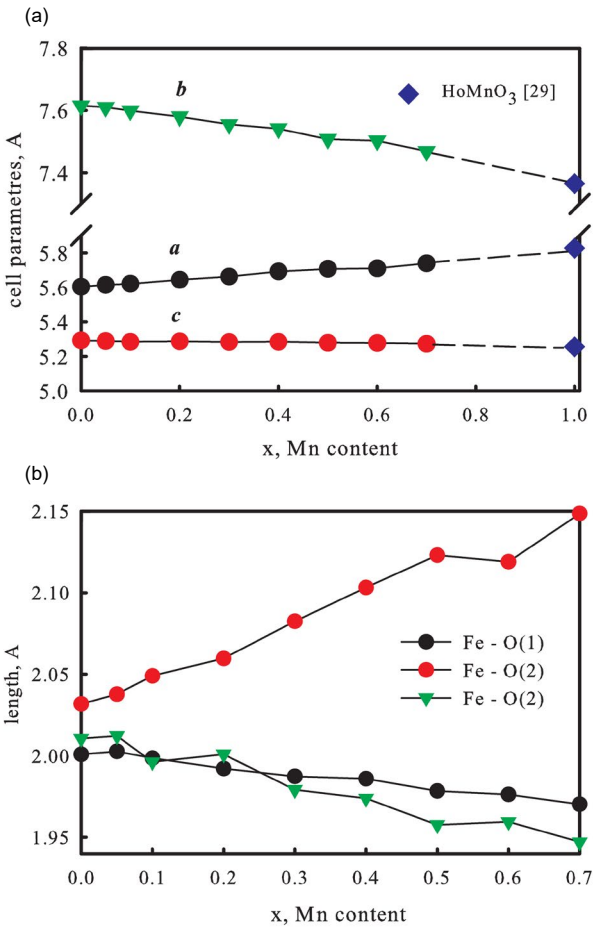 (a)
7.8
7.6
7.4
5.8
5.6
5.4
5.2
5.0
cell parametres, A
b
a
c
HoMnO3 [29]
0.0 0.2 0.4 0.6 0.8 1.0
x, Mn content
(b)
2.15
2.10
2.05
2.00
1.95
length, A
Fe - O(1)
Fe - O(2)
Fe - O(2)
0.0 0.1 0.2 0.3 0.4 0.5 0.6 0.7
x, Mn content